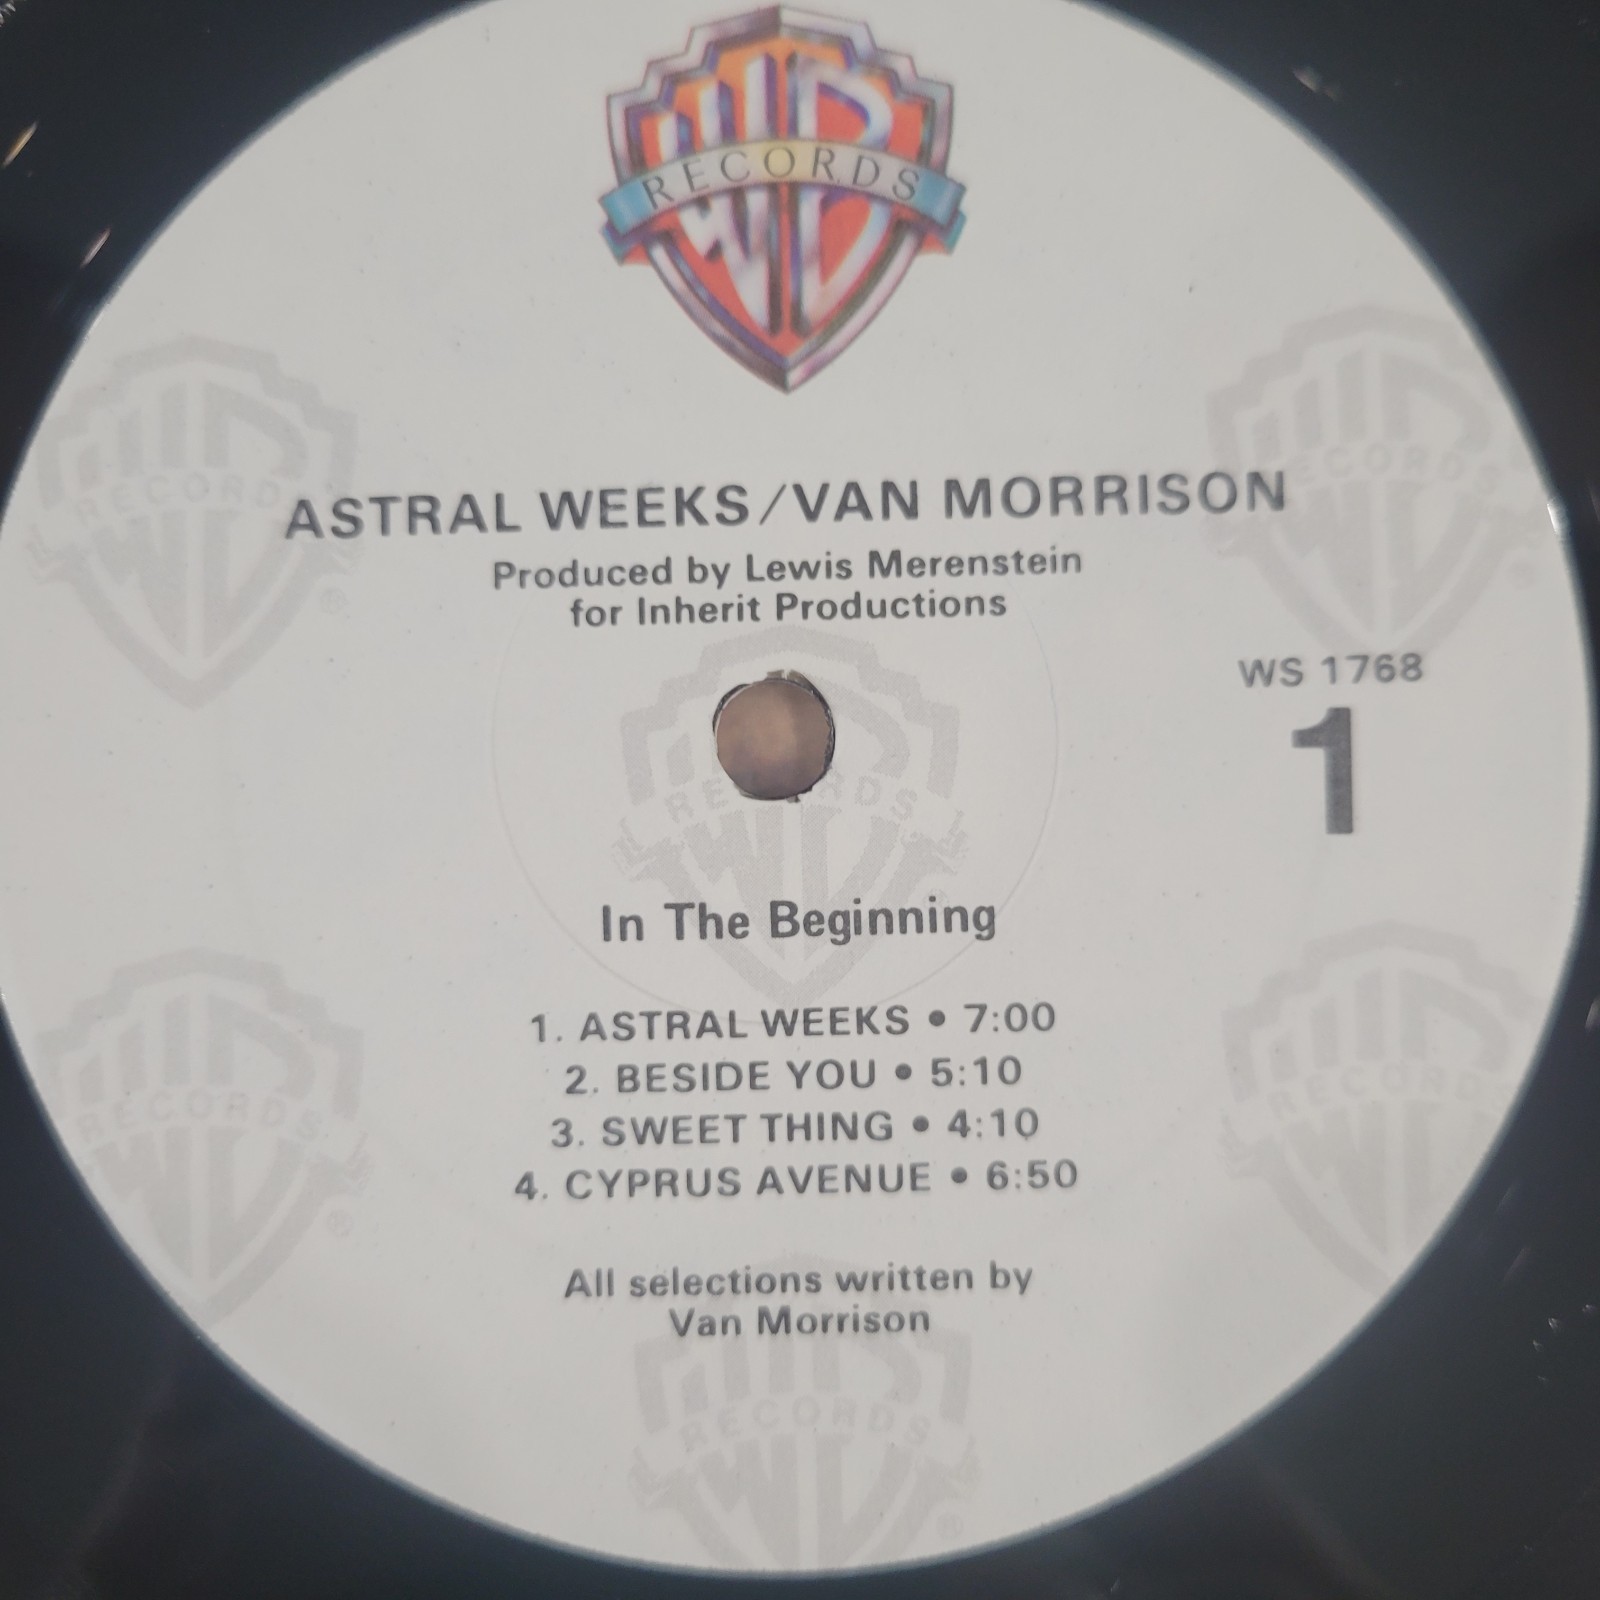 WB
RECORDS
ASTRAL WEEKS/VAN MORRISON
Produced by Lewis Merenstein
for Inherit Productions
WS 1768
1
In The Beginning
1. ASTRAL WEEKS • 7:00
2. BESIDE YOU • 5:10
3. SWEET THING • 4:10
4. CYPRUS AVENUE • 6:50
All selections written by
Van Morrison